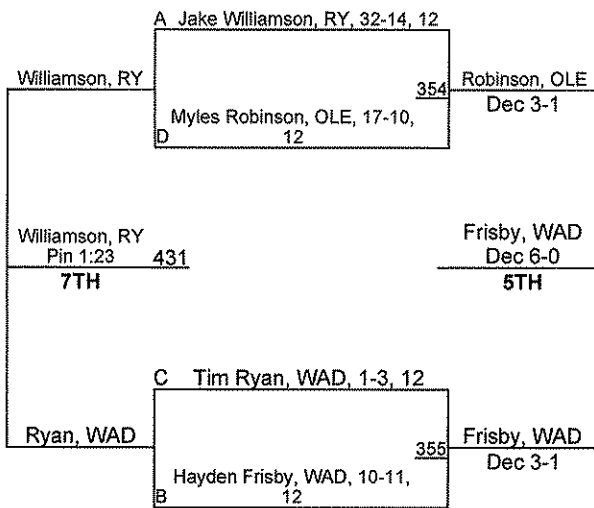 A Jake Williamson, RY, 32-14, 12
Williamson, RY
354
Robinson, OLE
Dec 3-1
Myles Robinson, OLE, 17-10,
12
D
Williamson, RY
Pin 1:23
431
7TH
Frisby, WAD
Dec 6-0
5TH
C Tim Ryan, WAD, 1-3, 12
Ryan, WAD
355
Frisby, WAD
Dec 3-1
Hayden Frisby, WAD, 10-11,
12
B